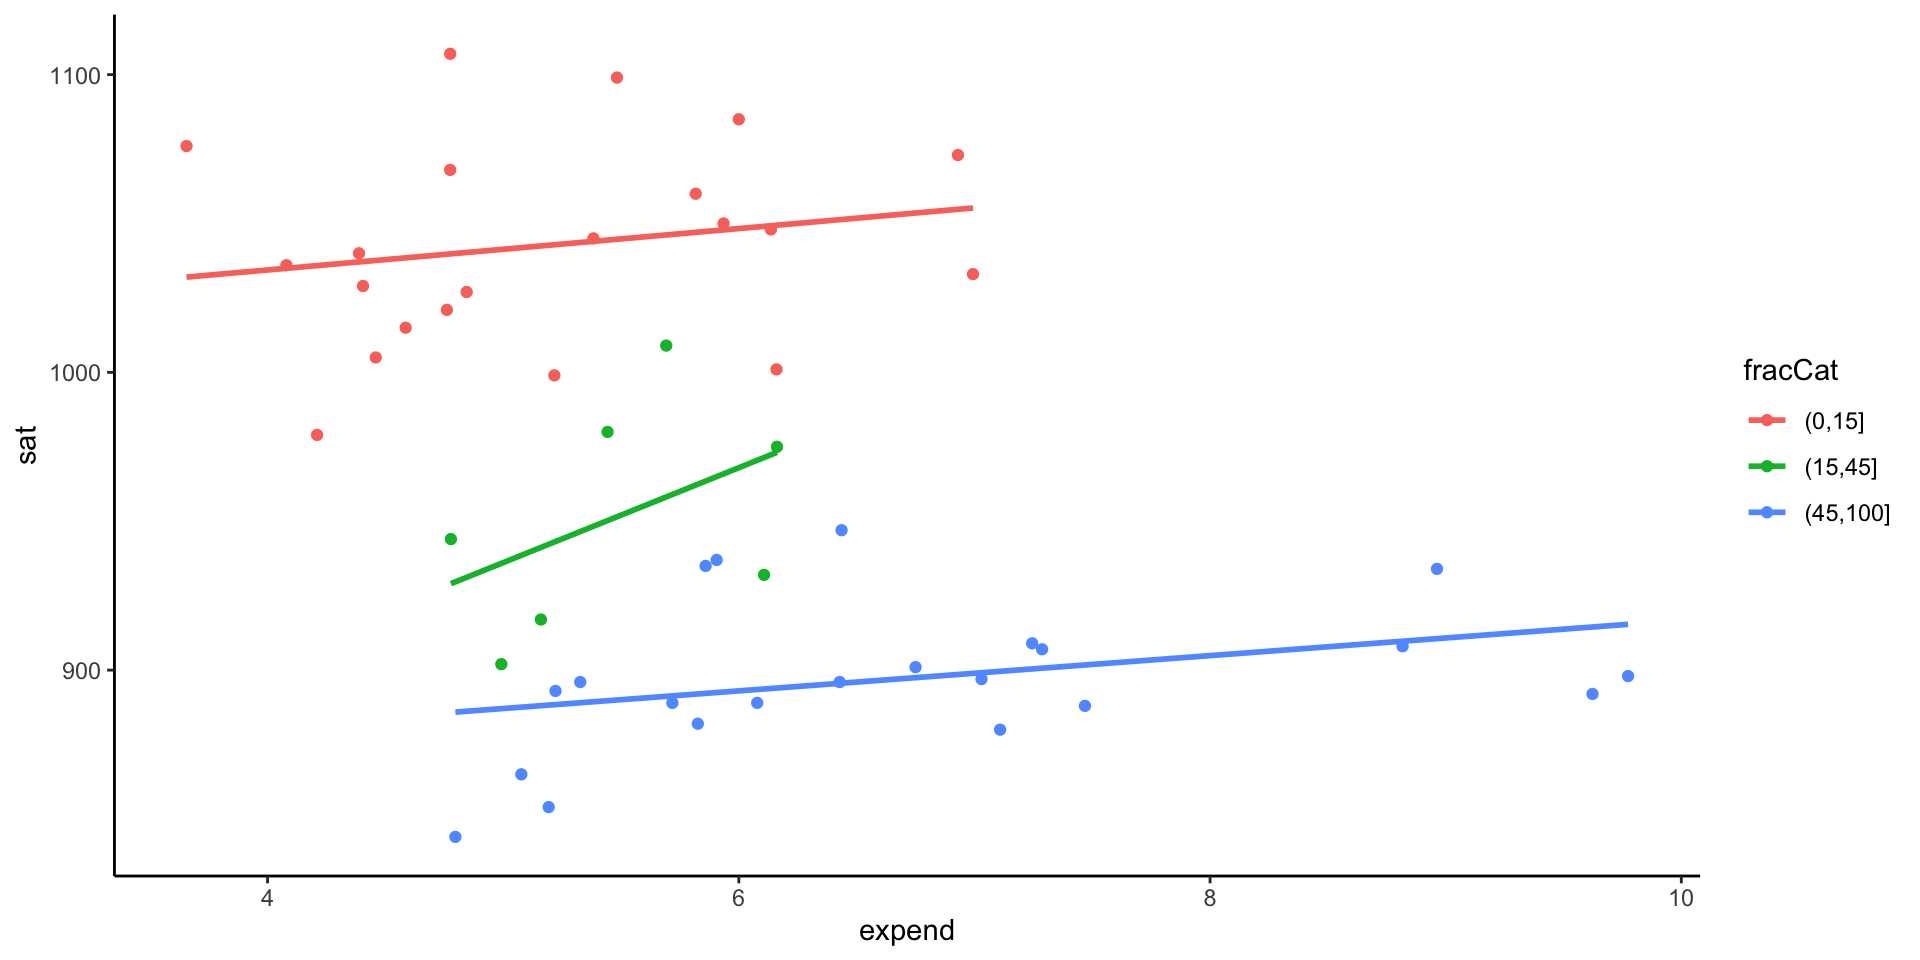 1100
1000
900
sat
4 6 8 10
expend
fracCat
(0,15]
(15,45]
(45,100]